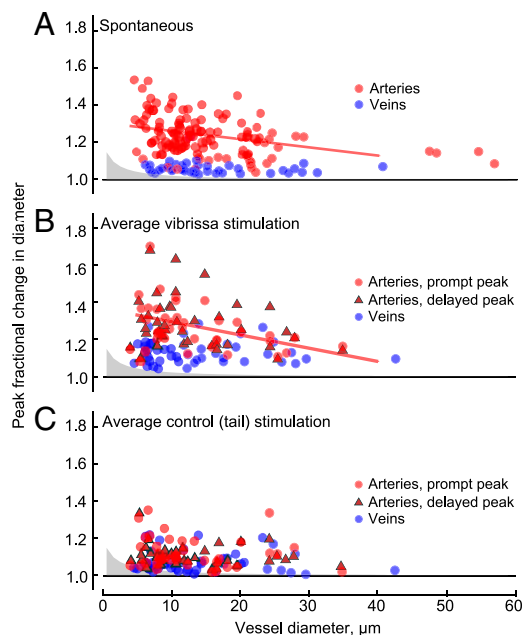 A
Spontaneous
1.8
1.6
1.4
1.2
1.0
Arteries
Veins
B
Average vibrissa stimulation
1.8
1.6
1.4
1.2
1.0
Arteries, prompt peak
Arteries, delayed peak
Veins
Peak fractional change in diameter
C
Average control (tail) stimulation
1.8
1.6
1.4
1.2
1.0
Arteries, prompt peak
Arteries, delayed peak
Veins
0 10 20 30 40 50 60
Vessel diameter, µm